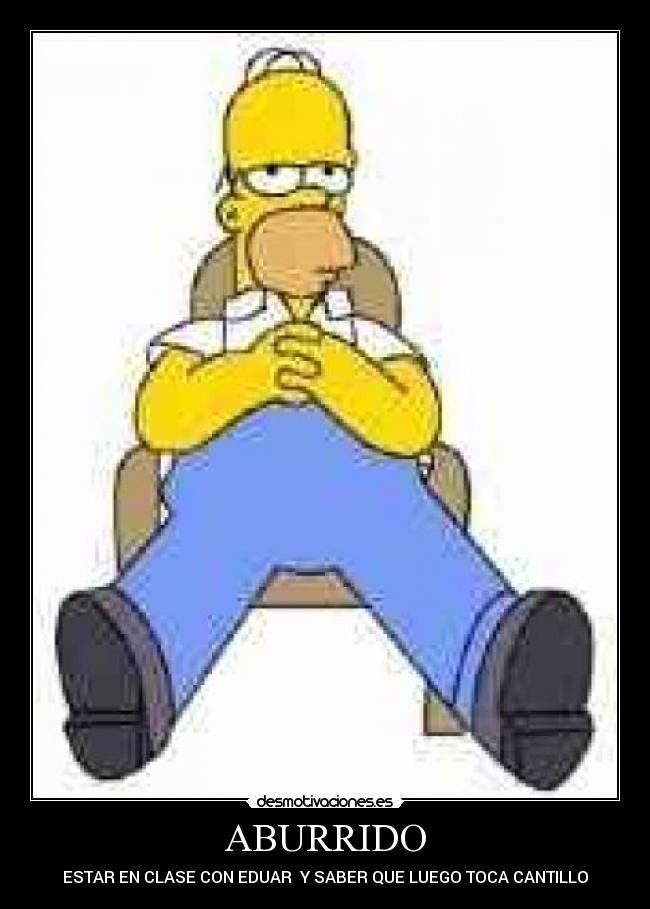 desmotivaciones.es
ABURRIDO
ESTAR EN CLASE CON EDUAR  Y SABER QUE LUEGO TOCA CANTILLO